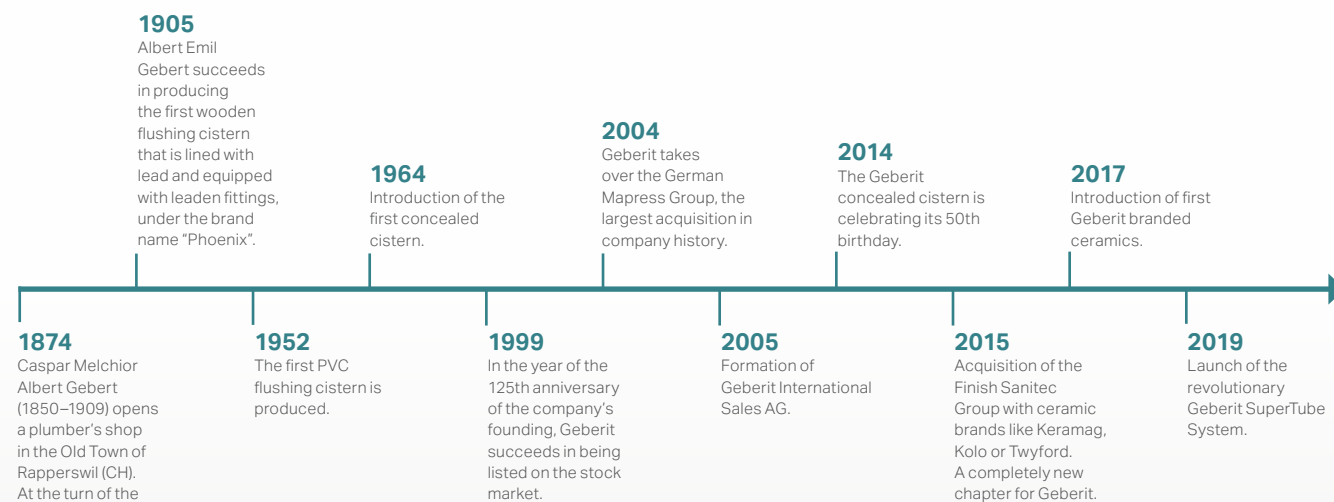 1905
Albert Emil
Gebert succeeds
in producing
the first wooden
flushing cistern
that is lined with
lead and equipped
with leaden fittings,
under the brand
name “Phoenix”.
1964
Introduction of the
first concealed
cistern.
2004
Geberit takes
over the German
Mapress Group, the
largest acquisition in
company history.
2014
The Geberit
concealed cistern is
celebrating its 50th
birthday.
2017
Introduction of first
Geberit branded
ceramics.
1874
Caspar Melchior
Albert Gebert
(1850–1909) opens
a plumber’s shop
in the Old Town of
Rapperswil (CH).
At the turn of the
1952
The first PVC
flushing cistern is
produced.
1999
In the year of the
125th anniversary
of the company’s
founding, Geberit
succeeds in being
listed on the stock
market.
2005
Formation of
Geberit International
Sales AG.
2015
Acquisition of the
Finish Sanitec
Group with ceramic
brands like Keramag,
Kolo or Twyford.
A completely new
chapter for Geberit.
2019
Launch of the
revolutionary
Geberit SuperTube
System.